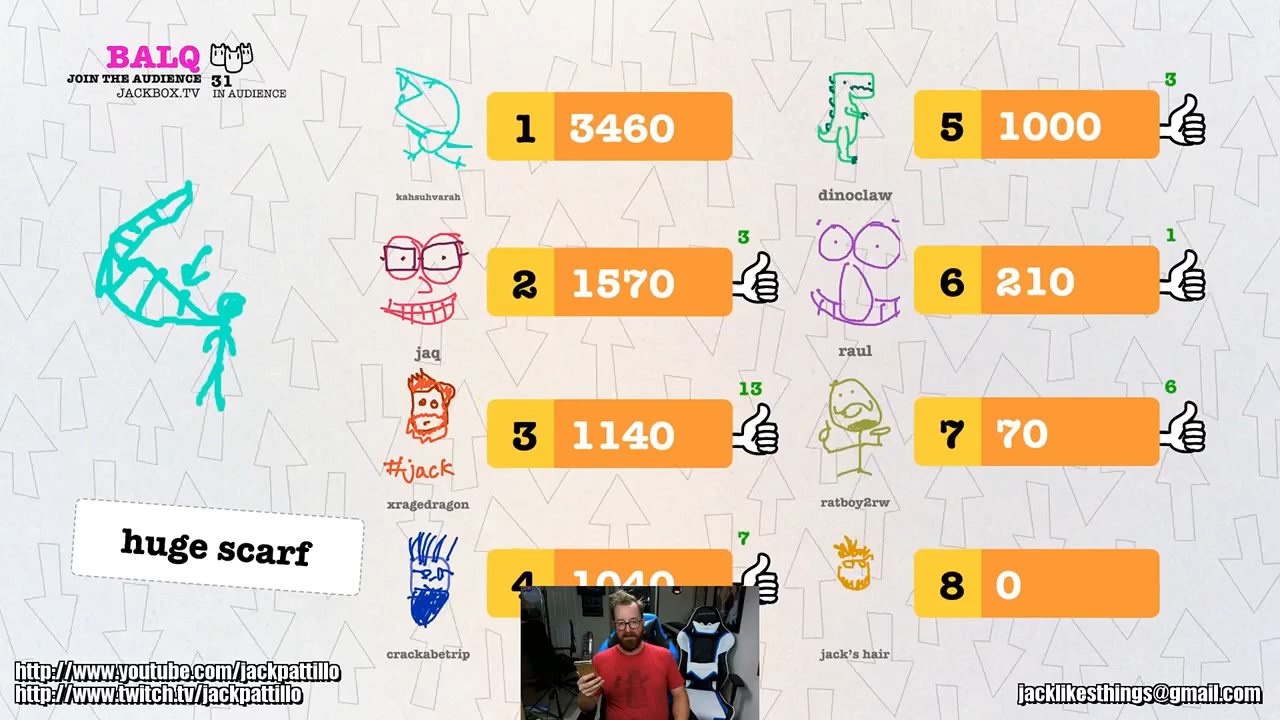 BALQ
JOIN THE AUDIENCE
JACKBOX.TV
31
IN AUDIENCE
huge scarf
1 3460
kahsuhvarah
2 1570
3
jaq
#jack
3 1140
13
xragedragon
4 1040
7
crackabetrip
5 1000
3
dinoclaw
6 210
1
raul
7 70
6
ratboy2rw
8 0
jack's hair
http://www.youtube.com/jackpattillo
http://www.twitch.tv/jackpattillo
jacklikesthings@gmail.com